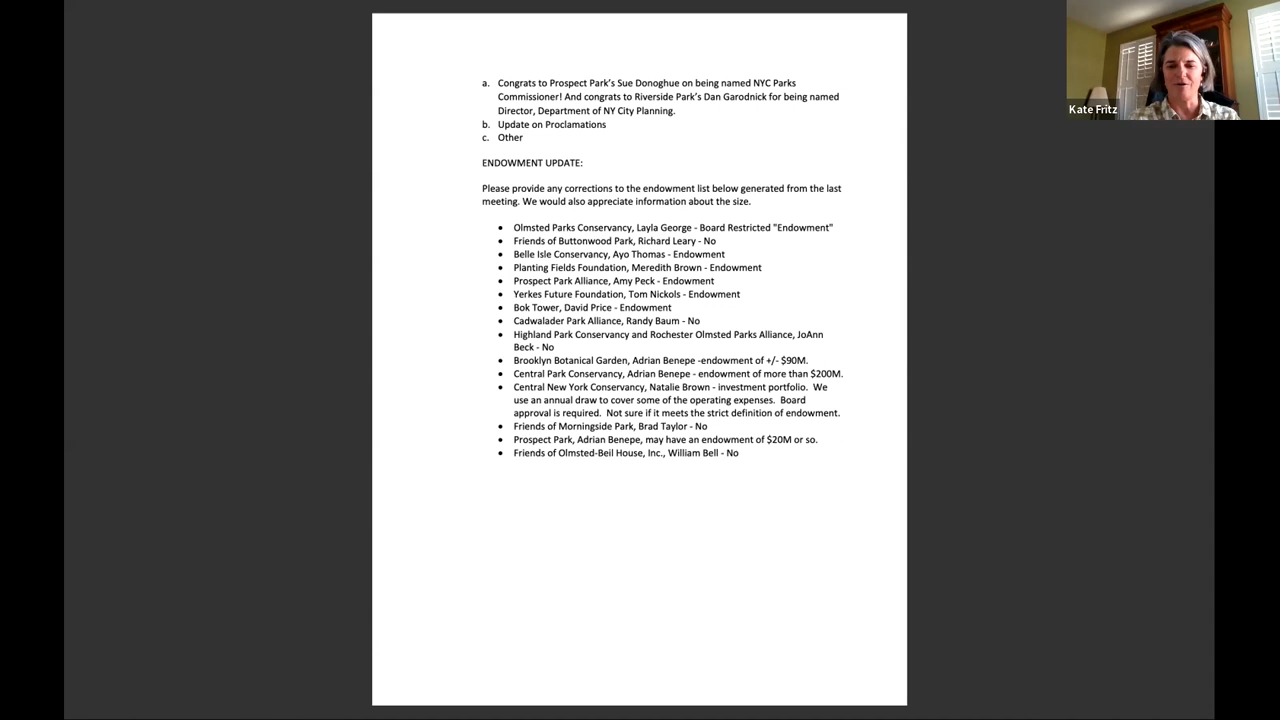 a. Congrats to Prospect Park's Sue Donoghue on being named NYC Parks
Commissioner! And congrats to Riverside Park's Dan Garodnick for being named
Director, Department of NY City Planning.
b. Update on Proclamations
c. Other
ENDOWMENT UPDATE:
Please provide any corrections to the endowment list below generated from the last
meeting. We would also appreciate information about the size.
• Olmsted Parks Conservancy, Layla George - Board Restricted "Endowment"
• Friends of Buttonwood Park, Richard Leary - No
• Belle Isle Conservancy, Ayo Thomas - Endowment
• Planting Fields Foundation, Meredith Brown - Endowment
• Prospect Park Alliance, Amy Peck - Endowment
• Yerkes Future Foundation, Tom Nickols - Endowment
• Bok Tower, David Price - Endowment
• Cadwalader Park Alliance, Randy Baum - No
• Highland Park Conservancy and Rochester Olmsted Parks Alliance, JoAnn
Beck - No
• Brooklyn Botanical Garden, Adrian Benepe -endowment of +/- $90M.
• Central Park Conservancy, Adrian Benepe - endowment of more than $200M.
• Central New York Conservancy, Natalie Brown - investment portfolio. We
use an annual draw to cover some of the operating expenses. Board
approval is required. Not sure if it meets the strict definition of endowment.
• Friends of Morningside Park, Brad Taylor - No
• Prospect Park, Adrian Benepe, may have an endowment of $20M or so.
• Friends of Olmsted-Beil House, Inc., William Bell - No
Kate Fritz